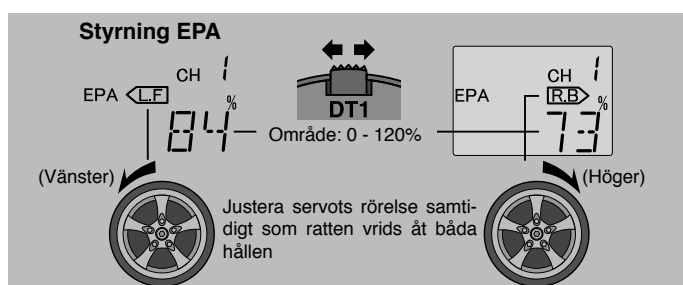 Styrning EPA
CH 1
EPA L.F
84 %
DT1
Område: 0 - 120%
CH 1
EPA R.B
73 %
(Vänster)
(Höger)
Justera servots rörelse samti-
digt som ratten vrids åt båda
hållen